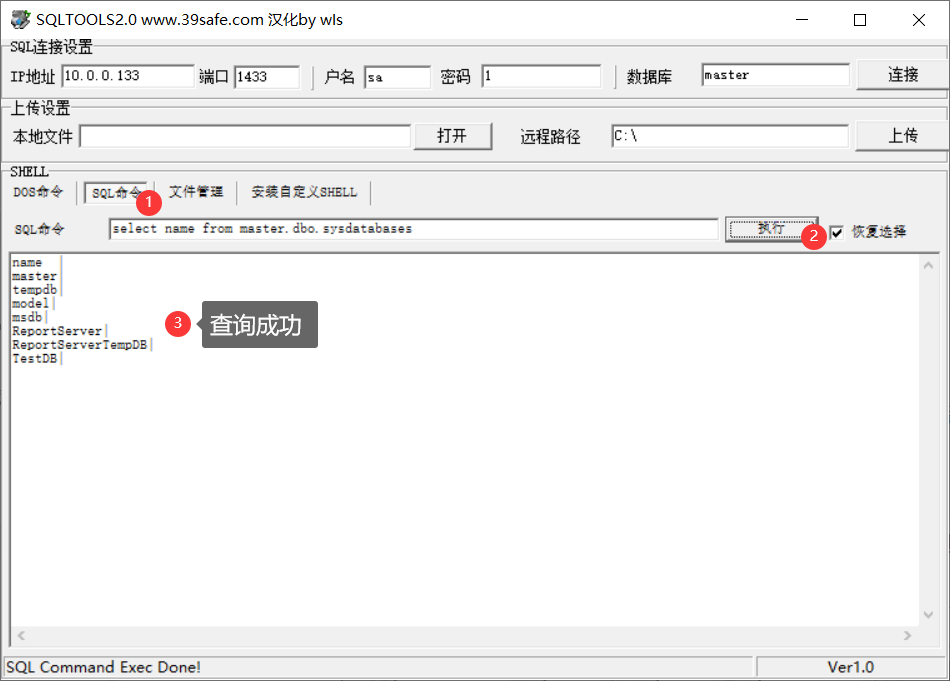 SQLTOOLS2.0 www.39safe.com 汉化by wls
SQL连接设置
IP地址 10.0.0.133 端口 1433 户名 sa 密码 1 数据库 master 连接
上传设置
本地文件 打开 远程路径 C:\ 上传
SHELL
DOS命令 SQL命令 文件管理 安装自定义SHELL
1
SQL命令 select name from master.dbo.sysdatabases 执行 2 恢复选择
name |
master|
tempdb|
model|
msdb|
ReportServer|
ReportServerTempDB|
TestDB|
3 查询成功
SQL Command Exec Done! Ver1.0